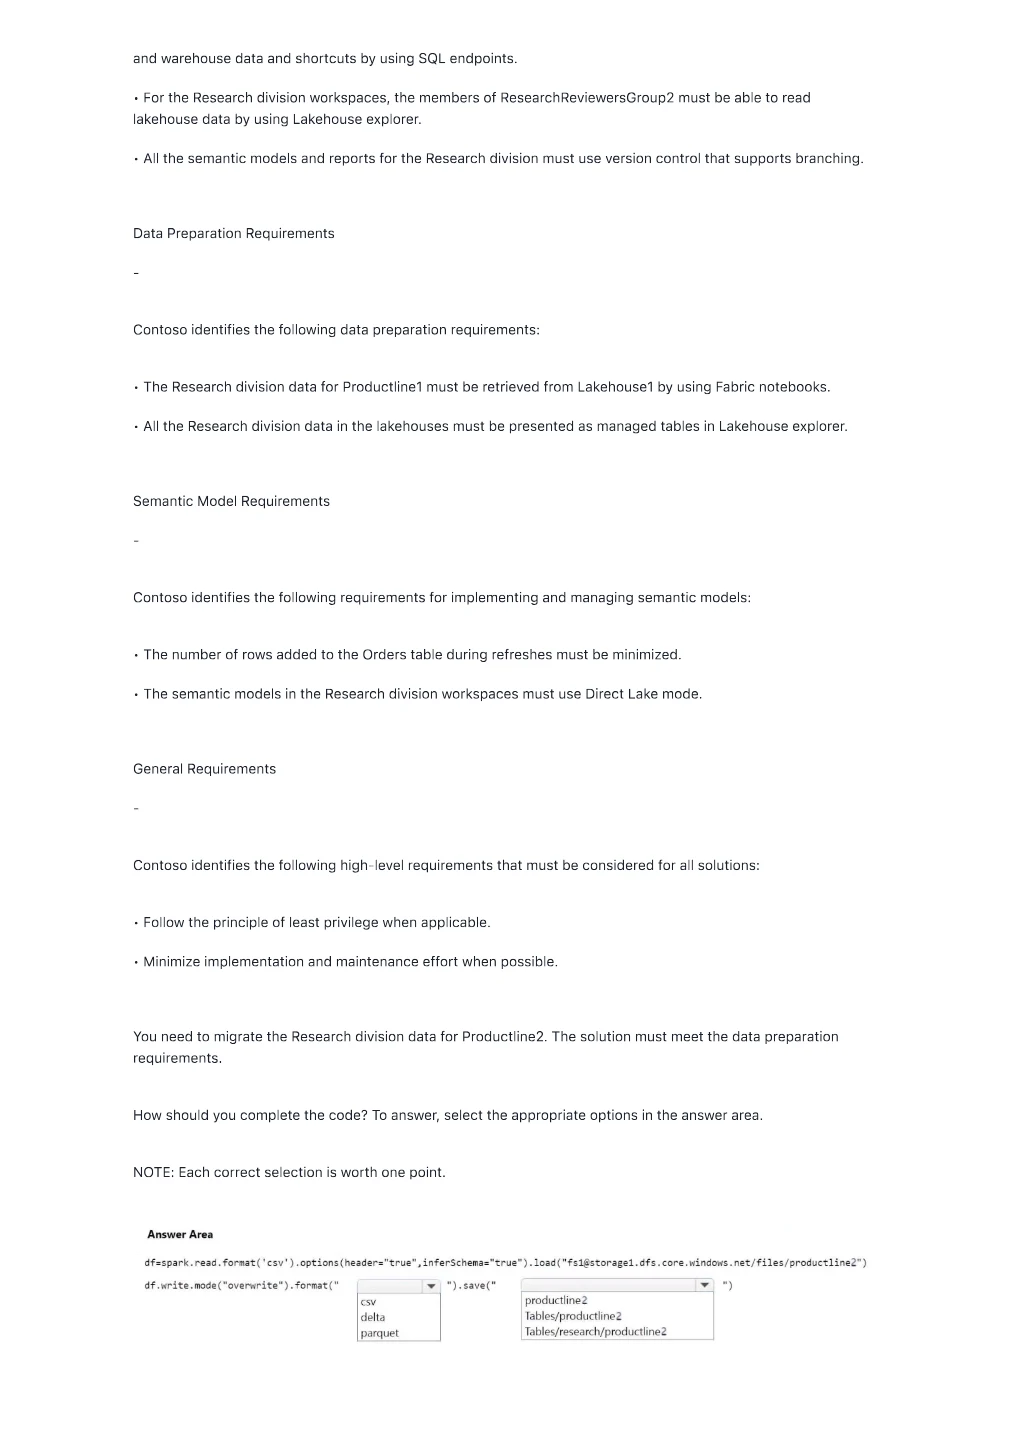 and warehouse data and shortcuts by using SQL endpoints.
• For the Research division workspaces, the members of ResearchReviewersGroup2 must be able to read
lakehouse data by using Lakehouse explorer.
• All the semantic models and reports for the Research division must use version control that supports branching.
Data Preparation Requirements
-
Contoso identifies the following data preparation requirements:
• The Research division data for Productline1 must be retrieved from Lakehouse1 by using Fabric notebooks.
• All the Research division data in the lakehouses must be presented as managed tables in Lakehouse explorer.
Semantic Model Requirements
-
Contoso identifies the following requirements for implementing and managing semantic models:
• The number of rows added to the Orders table during refreshes must be minimized.
• The semantic models in the Research division workspaces must use Direct Lake mode.
General Requirements
-
Contoso identifies the following high-level requirements that must be considered for all solutions:
• Follow the principle of least privilege when applicable.
• Minimize implementation and maintenance effort when possible.
You need to migrate the Research division data for Productline2. The solution must meet the data preparation
requirements.
How should you complete the code? To answer, select the appropriate options in the answer area.
NOTE: Each correct selection is worth one point.
Answer Area
df=spark.read.format('csv').options(header="true",inferSchema="true").load("fs1@storage1.dfs.core.windows.net/files/productline2")
df.write.mode("overwrite").format(" ").save(" ")
csv
delta
parquet
productline2
Tables/productline2
Tables/research/productline2